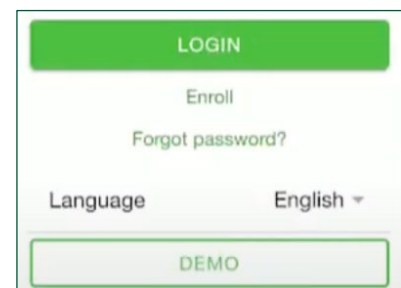 LOGIN
Enroll
Forgot password?
Language English
DEMO